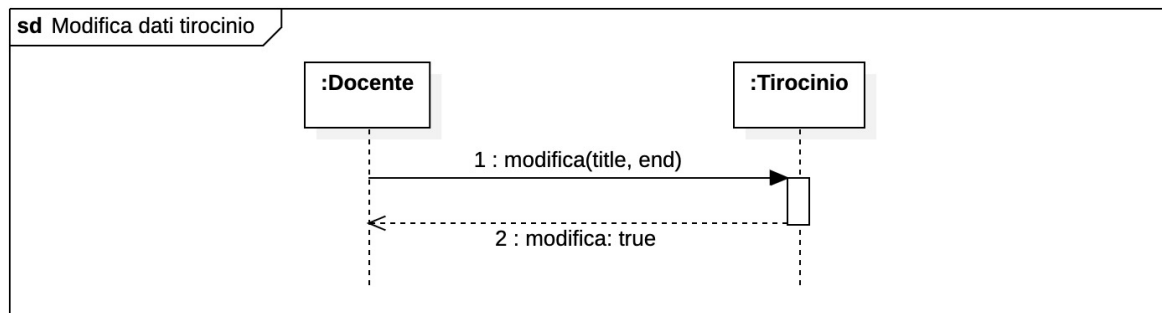 sd Modifica dati tirocinio
:Docente
:Tirocinio
1 : modifica(title, end)
2 : modifica: true